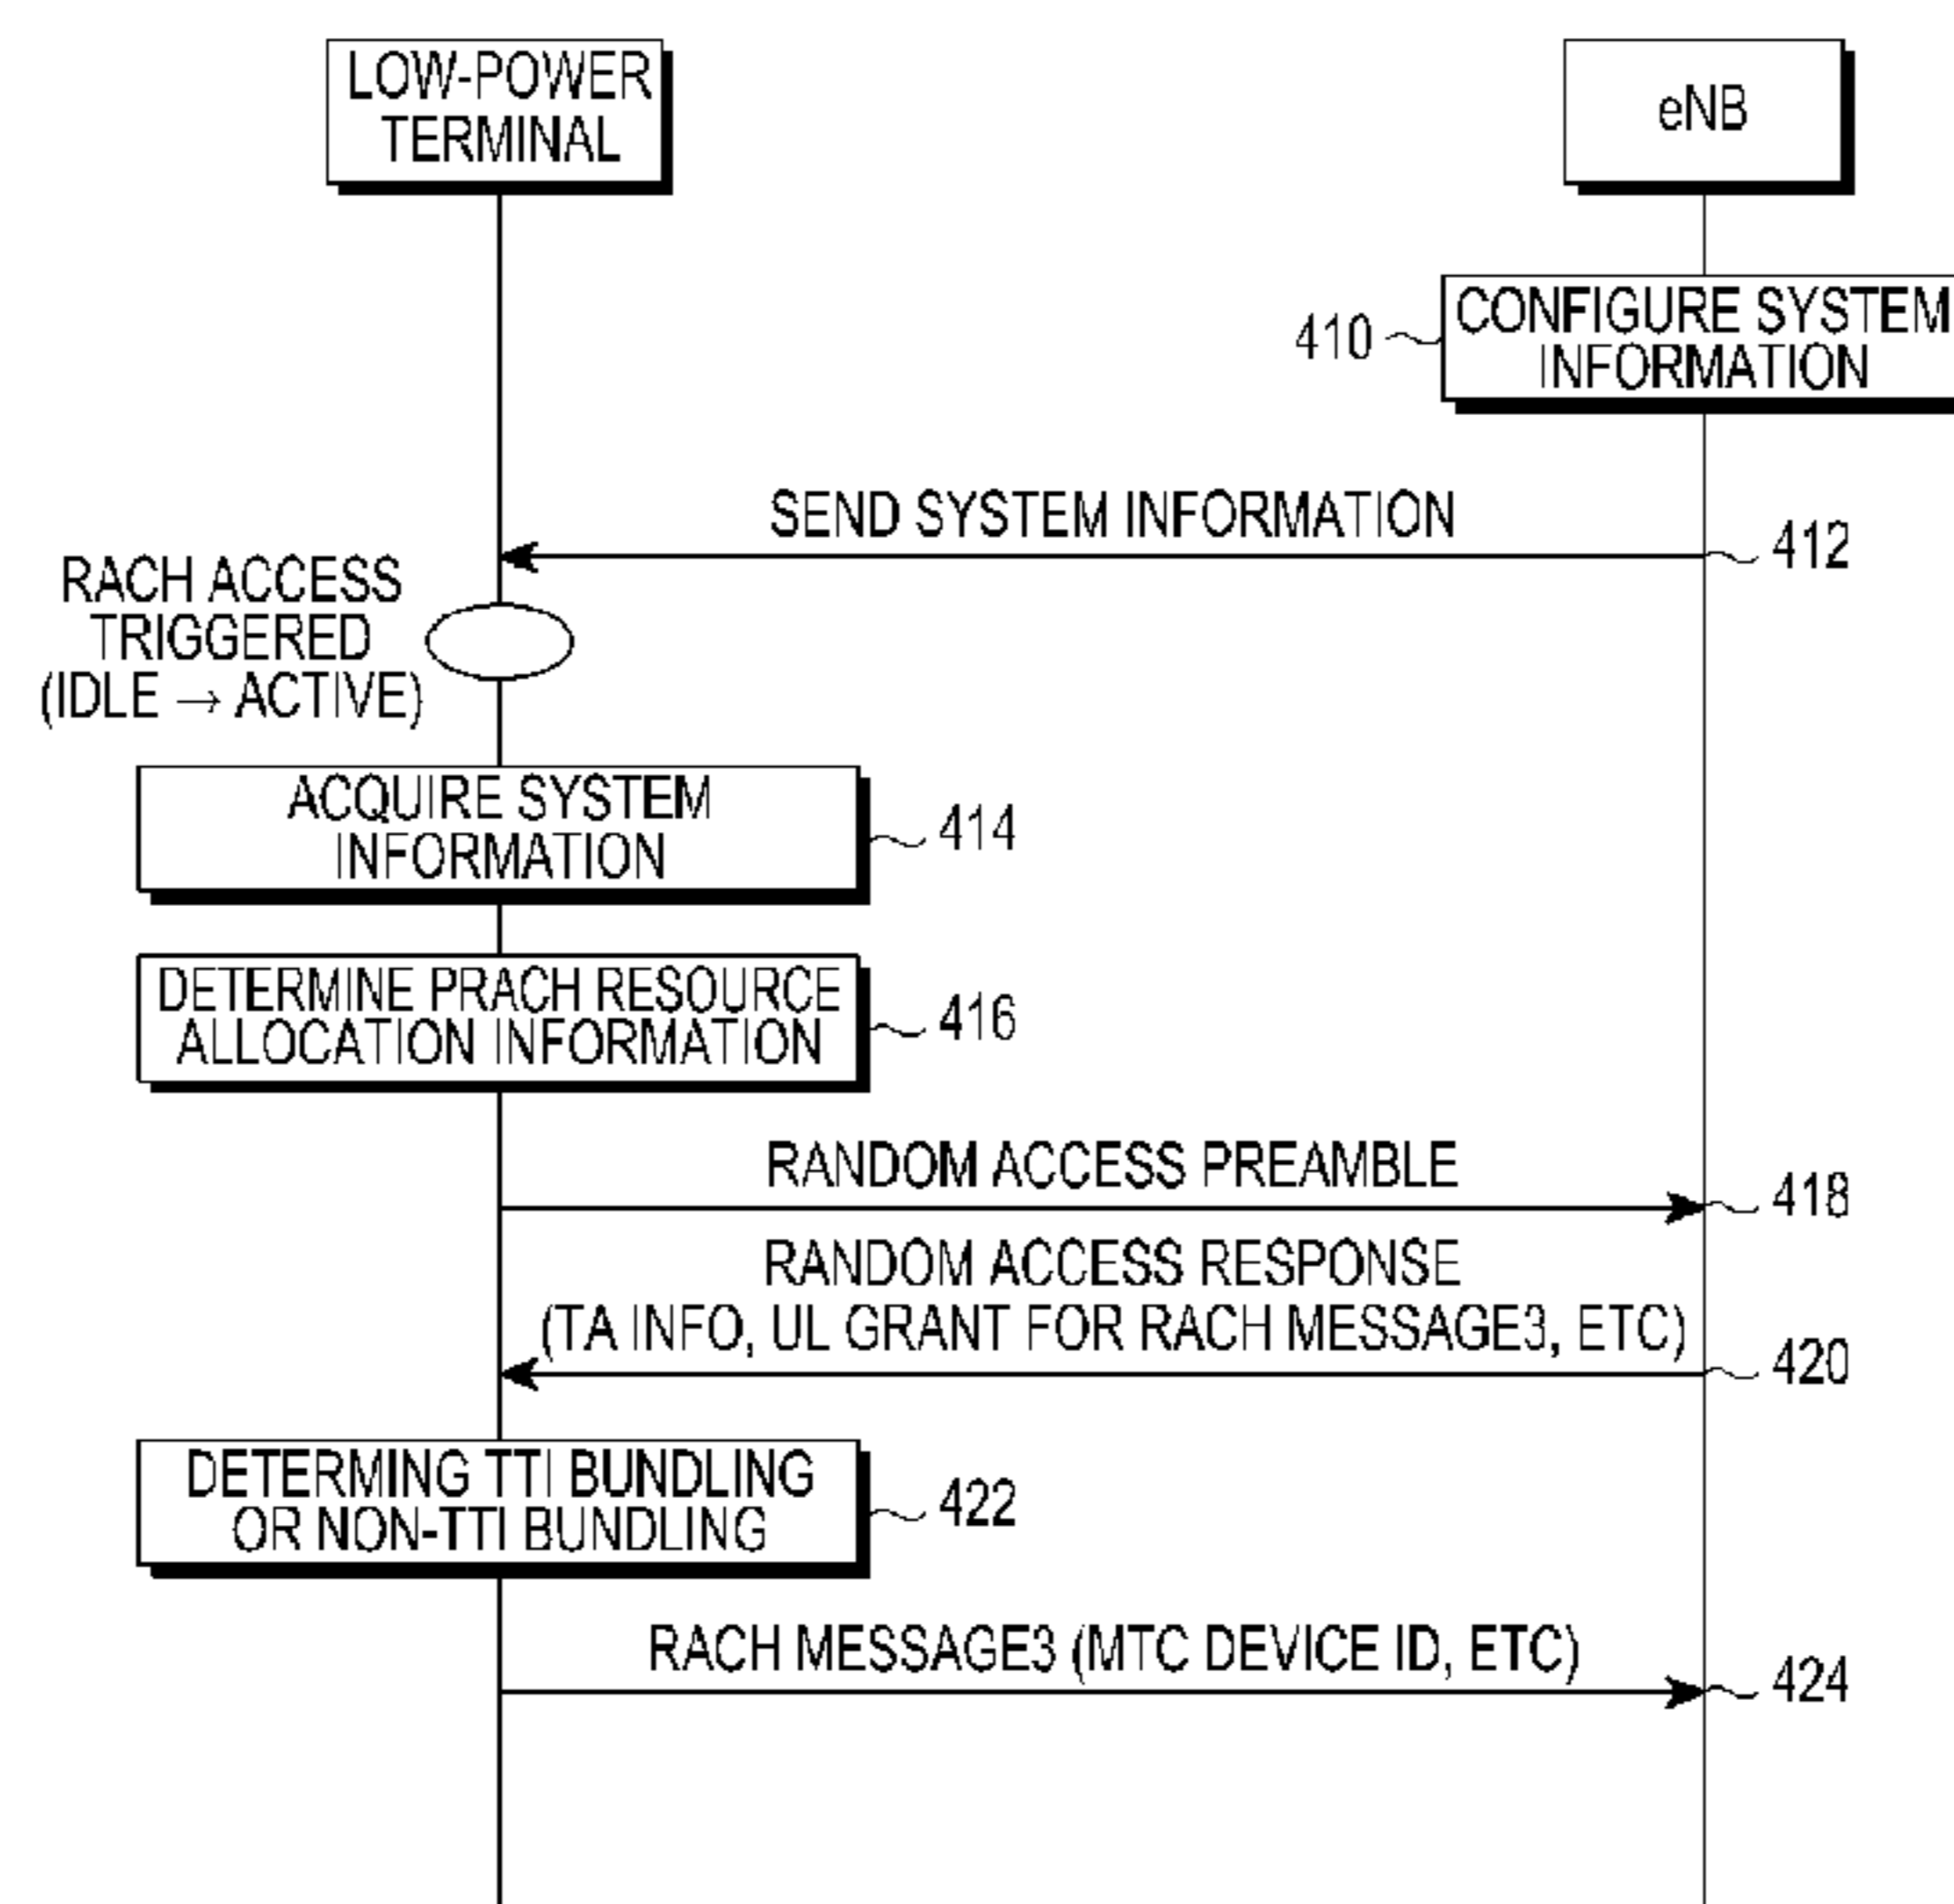 LOW-POWER
TERMINAL
eNB
CONFIGURE SYSTEM
INFORMATION
410
SEND SYSTEM INFORMATION
412
RACH ACCESS
TRIGGERED
(IDLE → ACTIVE)
ACQUIRE SYSTEM
INFORMATION
414
DETERMINE PRACH RESOURCE
ALLOCATION INFORMATION
416
RANDOM ACCESS PREAMBLE
418
RANDOM ACCESS RESPONSE
(TA INFO, UL GRANT FOR RACH MESSAGE3, ETC)
420
DETERMING TTI BUNDLING
OR NON-TTI BUNDLING
422
RACH MESSAGE3 (MTC DEVICE ID, ETC)
424